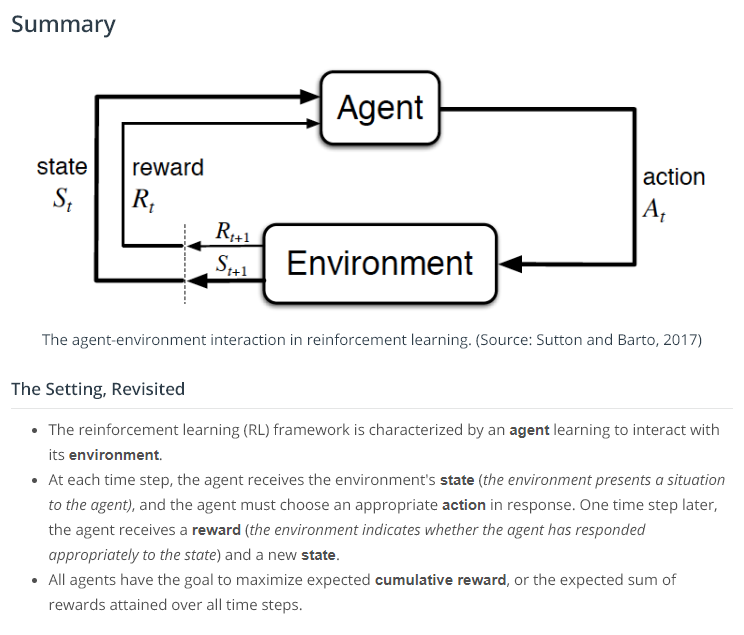 Summary
Agent
state
S_t
reward
R_t
action
A_t
R_{t+1}
S_{t+1}
Environment
The agent-environment interaction in reinforcement learning. (Source: Sutton and Barto, 2017)
The Setting, Revisited
• The reinforcement learning (RL) framework is characterized by an agent learning to interact with
its environment.
• At each time step, the agent receives the environment's state (the environment presents a situation
to the agent), and the agent must choose an appropriate action in response. One time step later,
the agent receives a reward (the environment indicates whether the agent has responded
appropriately to the state) and a new state.
• All agents have the goal to maximize expected cumulative reward, or the expected sum of
rewards attained over all time steps.